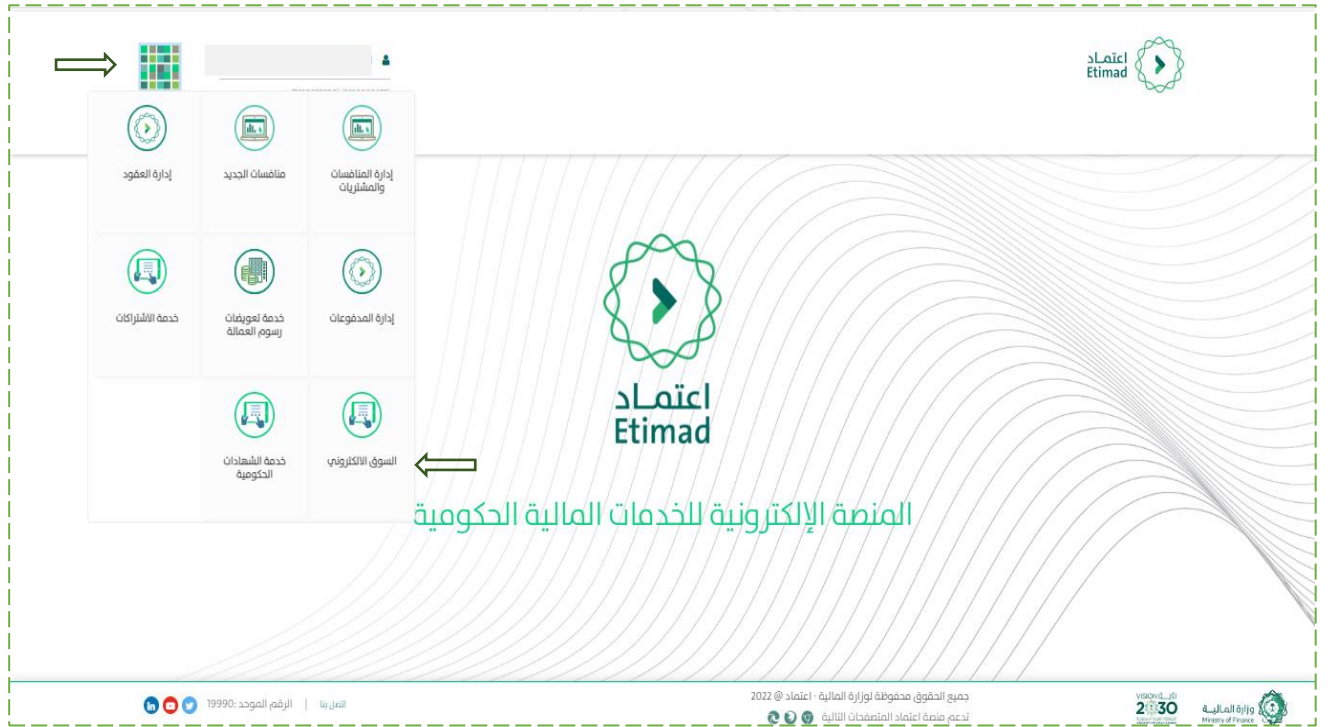 اعتماد
Etimad
إدارة المنافسات
والمشتريات
منافسات الجديد
إدارة العقود
إدارة المدفوعات
خدمة تعويضات
رسوم العمالة
خدمة الاشتراكات
السوق الالكتروني
خدمة الشهادات
الحكومية
اعتماد
Etimad
المنصة الإلكترونية للخدمات المالية الحكومية
وزارة المالية
Ministry of Finance
VISION رؤية
2030
جميع الحقوق محفوظة لوزارة المالية - اعتماد @ 2022
تدعم منصة اعتماد المتصفحات التالية
اتصل بنا | الرقم الموحد :19990